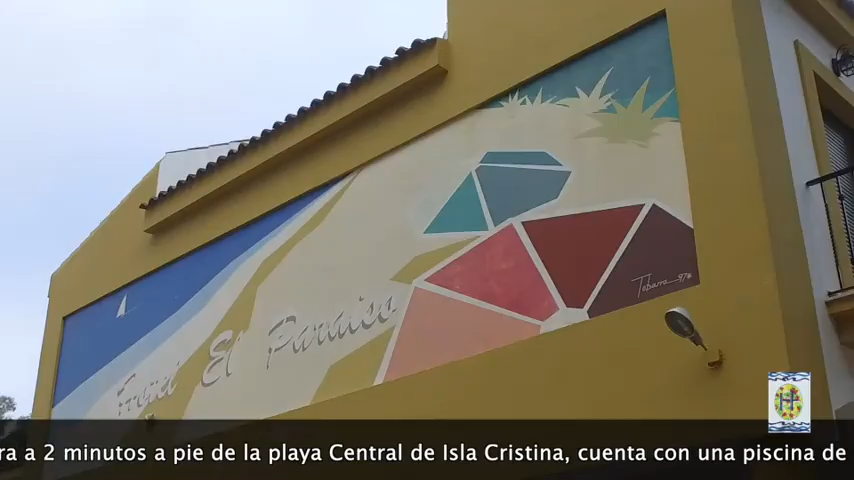 Hotel El Paraiso
Tobarra 97®
H
ra a 2 minutos a pie de la playa Central de Isla Cristina, cuenta con una piscina de